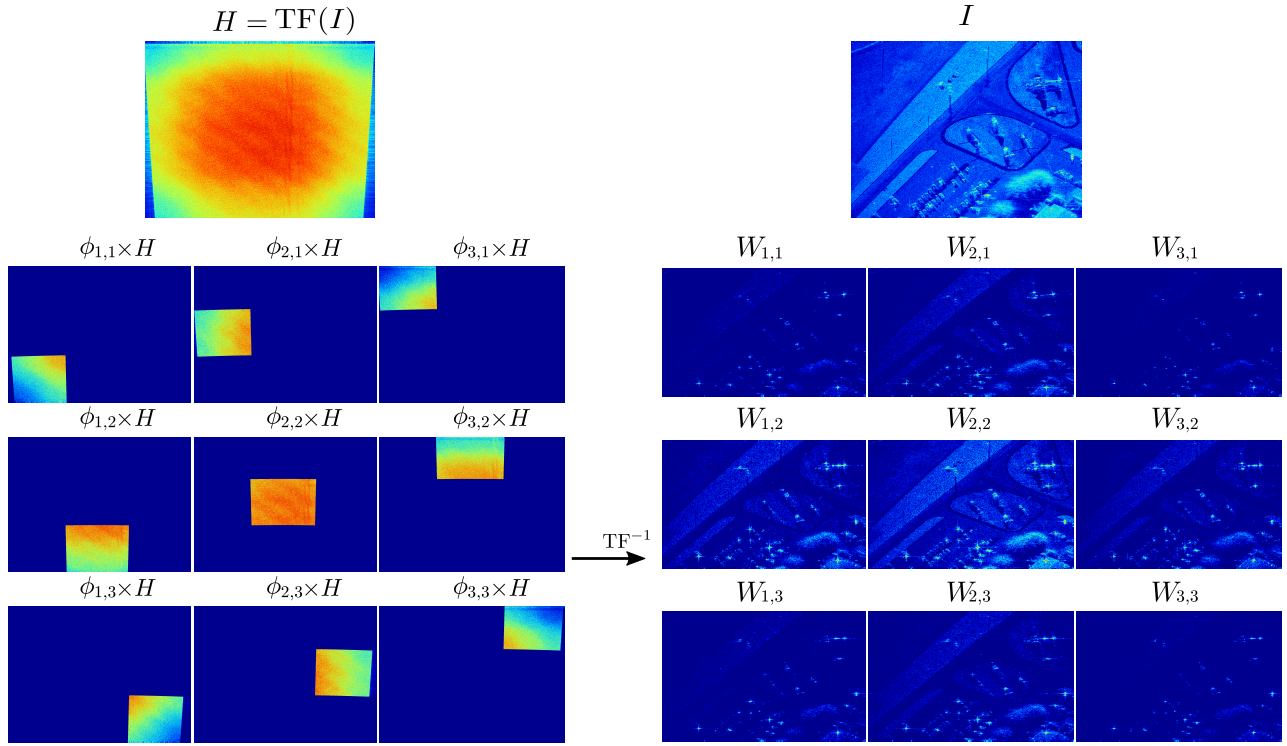 H = TF(I)
I
ϕ1,1×H ϕ2,1×H ϕ3,1×H
W1,1 W2,1 W3,1
ϕ1,2×H ϕ2,2×H ϕ3,2×H
W1,2 W2,2 W3,2
TF−1
ϕ1,3×H ϕ2,3×H ϕ3,3×H
W1,3 W2,3 W3,3